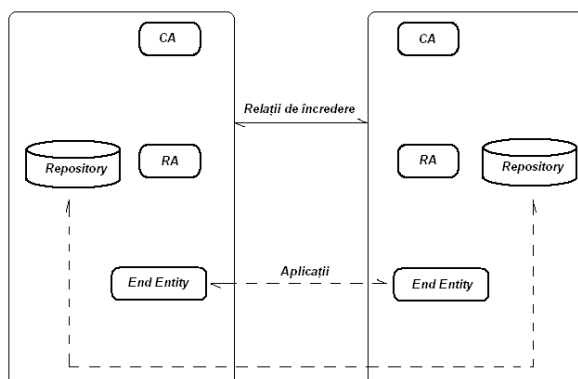 CA
CA
Relații de încredere
Repository
RA
RA
Repository
Aplicații
End Entity
End Entity